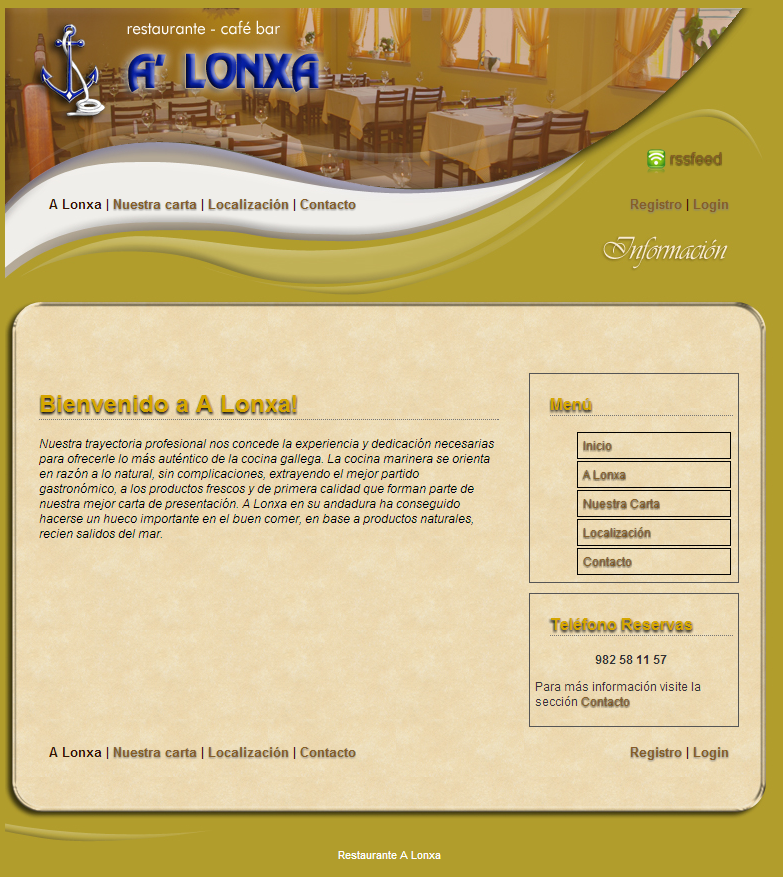 restaurante - café bar
A' LONXA
rssfeed
A Lonxa | Nuestra carta | Localización | Contacto
Registro | Login
Información
Bienvenido a A Lonxa!
Nuestra trayectoria profesional nos concede la experiencia y dedicación necesarias
para ofrecerle lo más auténtico de la cocina gallega. La cocina marinera se orienta
en razón a lo natural, sin complicaciones, extrayendo el mejor partido
gastronómico, a los productos frescos y de primera calidad que forman parte de
nuestra mejor carta de presentación. A Lonxa en su andadura ha conseguido
hacerse un hueco importante en el buen comer, en base a productos naturales,
recien salidos del mar.
Menú
Inicio
A Lonxa
Nuestra Carta
Localización
Contacto
Teléfono Reservas
982 58 11 57
Para más información visite la
sección Contacto
A Lonxa | Nuestra carta | Localización | Contacto
Registro | Login
Restaurante A Lonxa